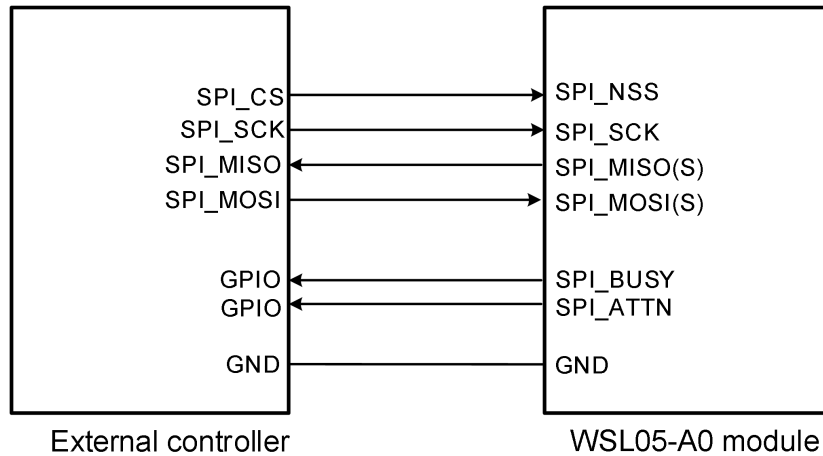 SPI_CS
SPI_SCK
SPI_MISO
SPI_MOSI
GPIO
GPIO
GND
External controller
SPI_NSS
SPI_SCK
SPI_MISO(S)
SPI_MOSI(S)
SPI_BUSY
SPI_ATTN
GND
WSL05-A0 module